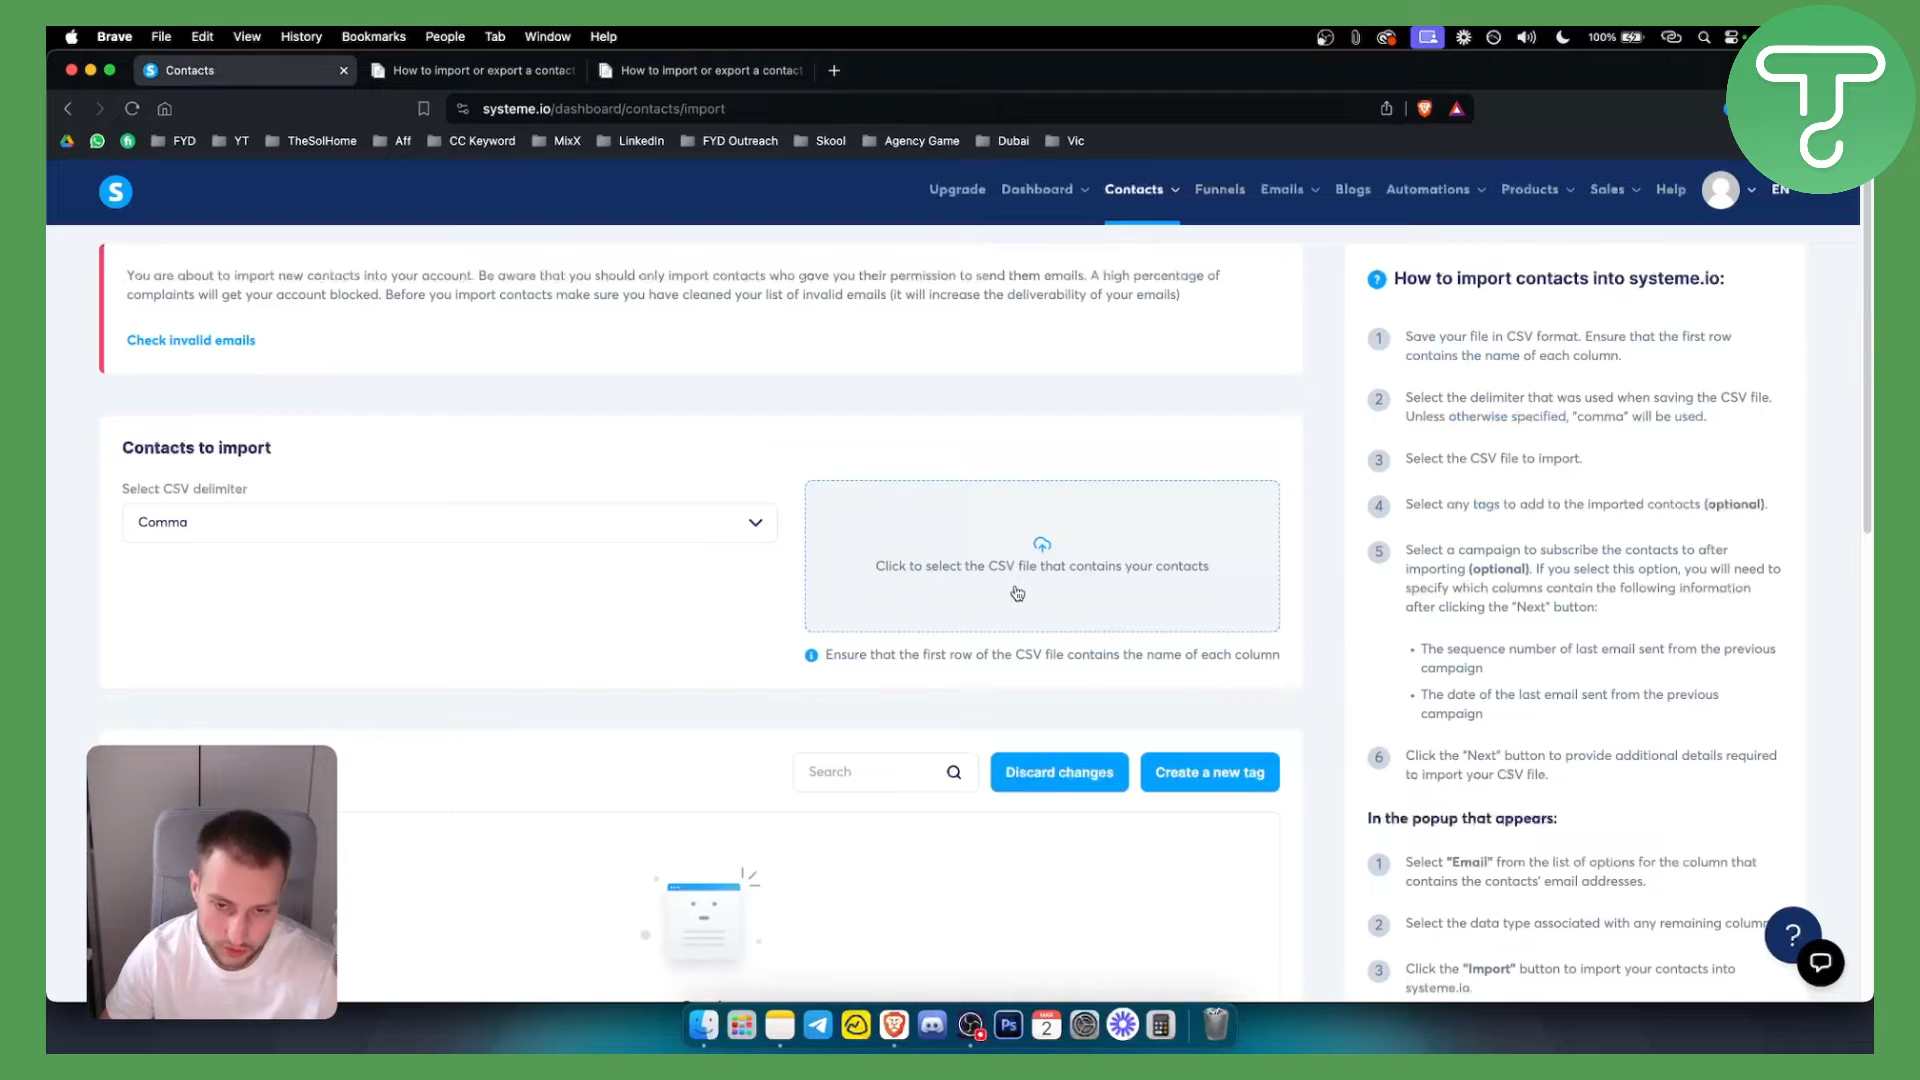 Brave File Edit View History Bookmarks People Tab Window Help
100%
Contacts
How to import or export a contact
How to import or export a contact
systeme.io/dashboard/contacts/import
FYD YT TheSolHome Aff CC Keyword MixX LinkedIn FYD Outreach Skool Agency Game Dubai Vic
S
Upgrade Dashboard Contacts Funnels Emails Blogs Automations Products Sales Help EN
You are about to import new contacts into your account. Be aware that you should only import contacts who gave you their permission to send them emails. A high percentage of
complaints will get your account blocked. Before you import contacts make sure you have cleaned your list of invalid emails (it will increase the deliverability of your emails)
Check invalid emails
Contacts to import
Select CSV delimiter
Comma
Click to select the CSV file that contains your contacts
Ensure that the first row of the CSV file contains the name of each column
Search
Discard changes
Create a new tag
How to import contacts into systeme.io:
1 Save your file in CSV format. Ensure that the first row
contains the name of each column.
2 Select the delimiter that was used when saving the CSV file.
Unless otherwise specified, "comma" will be used.
3 Select the CSV file to import.
4 Select any tags to add to the imported contacts (optional).
5 Select a campaign to subscribe the contacts to after
importing (optional). If you select this option, you will need to
specify which columns contain the following information
after clicking the "Next" button:
• The sequence number of last email sent from the previous
campaign
• The date of the last email sent from the previous
campaign
6 Click the "Next" button to provide additional details required
to import your CSV file.
In the popup that appears:
1 Select "Email" from the list of options for the column that
contains the contacts' email addresses.
2 Select the data type associated with any remaining colum
3 Click the "Import" button to import your contacts into
systeme.io.
?
Ps
MAR
2